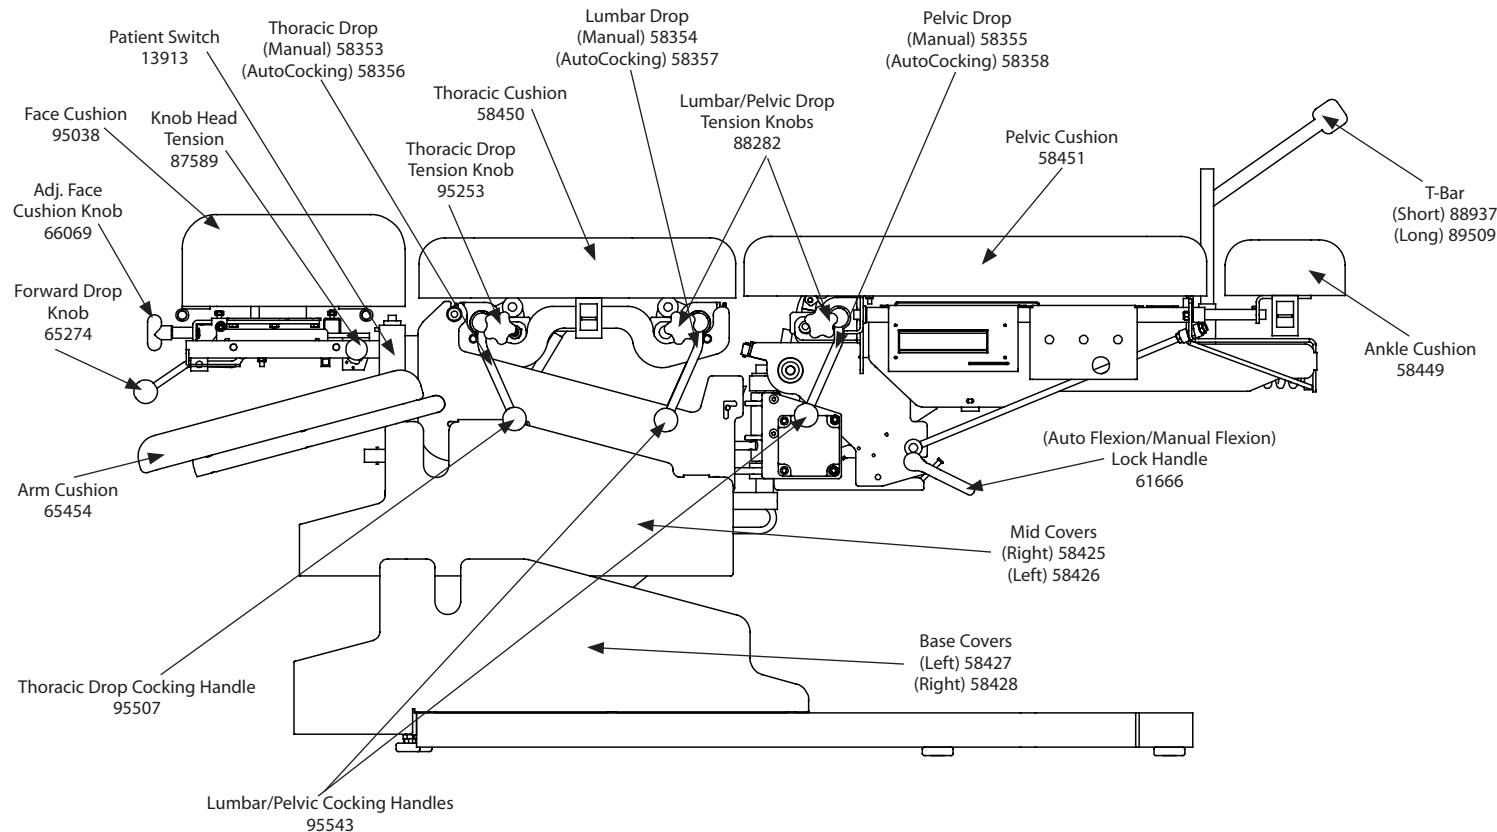 Patient Switch
13913
Thoracic Drop
(Manual) 58353
(AutoCocking) 58356
Lumbar Drop
(Manual) 58354
(AutoCocking) 58357
Pelvic Drop
(Manual) 58355
(AutoCocking) 58358
Face Cushion
95038
Knob Head
Tension
87589
Thoracic Cushion
58450
Lumbar/Pelvic Drop
Tension Knobs
88282
Pelvic Cushion
58451
Thoracic Drop
Tension Knob
95253
Adj. Face
Cushion Knob
66069
T-Bar
(Short) 88937
(Long) 89509
Forward Drop
Knob
65274
Ankle Cushion
58449
(Auto Flexion/Manual Flexion)
Lock Handle
61666
Arm Cushion
65454
Mid Covers
(Right) 58425
(Left) 58426
Base Covers
(Left) 58427
(Right) 58428
Thoracic Drop Cocking Handle
95507
Lumbar/Pelvic Cocking Handles
95543